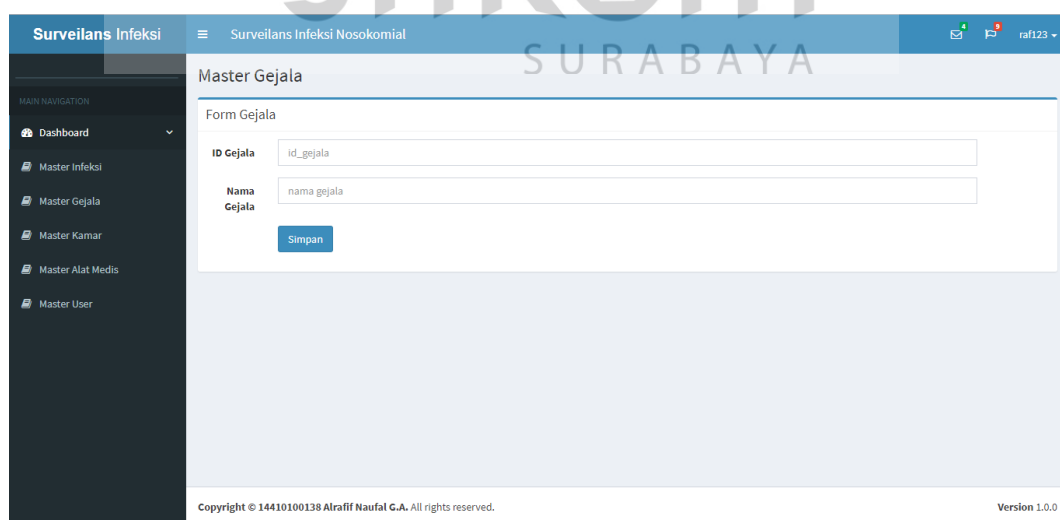 Surveilans Infeksi
Surveilans Infeksi Nosokomial
4
9
raf123
SURABAYA
Master Gejala
MAIN NAVIGATION
Dashboard
Master Infeksi
Master Gejala
Master Kamar
Master Alat Medis
Master User
Form Gejala
ID Gejala
id_gejala
Nama
Gejala
nama gejala
Simpan
Copyright © 14410100138 Alrafif Naufal G.A. All rights reserved.
Version 1.0.0